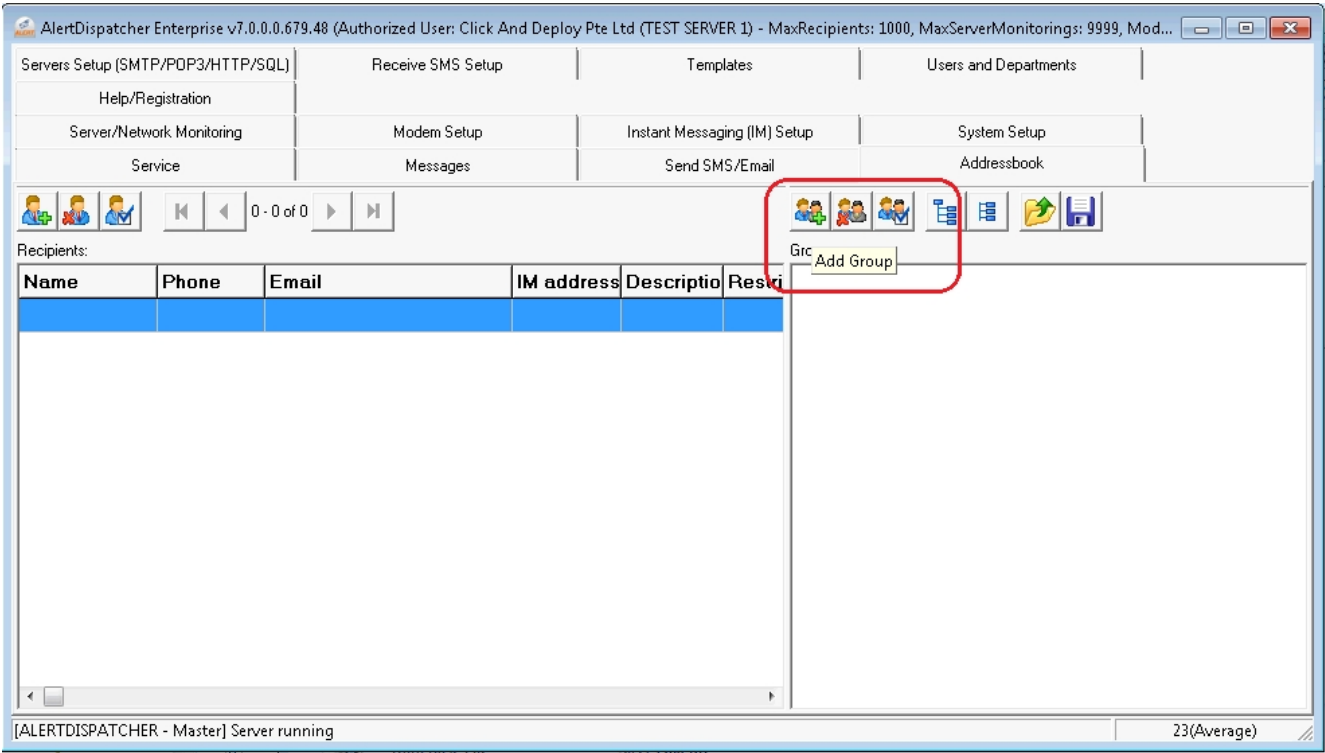 AlertDispatcher Enterprise v7.0.0.0.679.48 (Authorized User: Click And Deploy Pte Ltd (TEST SERVER 1) - MaxRecipients: 1000, MaxServerMonitorings: 9999, Mod...
Servers Setup (SMTP/POP3/HTTP/SQL) Receive SMS Setup Templates Users and Departments
Help/Registration
Server/Network Monitoring Modem Setup Instant Messaging (IM) Setup System Setup
Service Messages Send SMS/Email Addressbook
0 - 0 of 0
Recipients: Gro
Add Group
Name Phone Email IM address Descriptio Restri
[ALERTDISPATCHER - Master] Server running 23(Average)